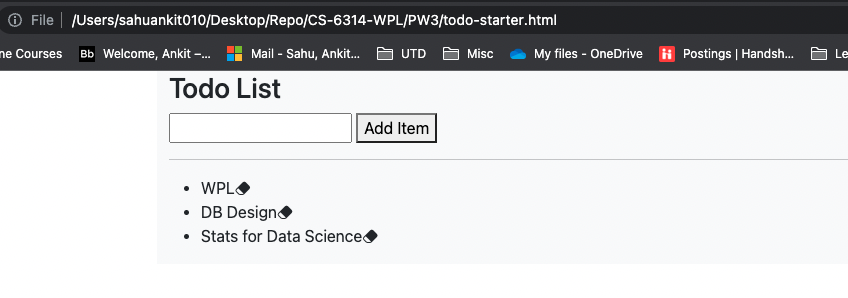 File /Users/sahuankit010/Desktop/Repo/CS-6314-WPL/PW3/todo-starter.html
ne Courses Bb Welcome, Ankit –... Mail - Sahu, Ankit... UTD Misc My files - OneDrive Postings | Handsh... Le
Todo List
Add Item
WPL
DB Design
Stats for Data Science